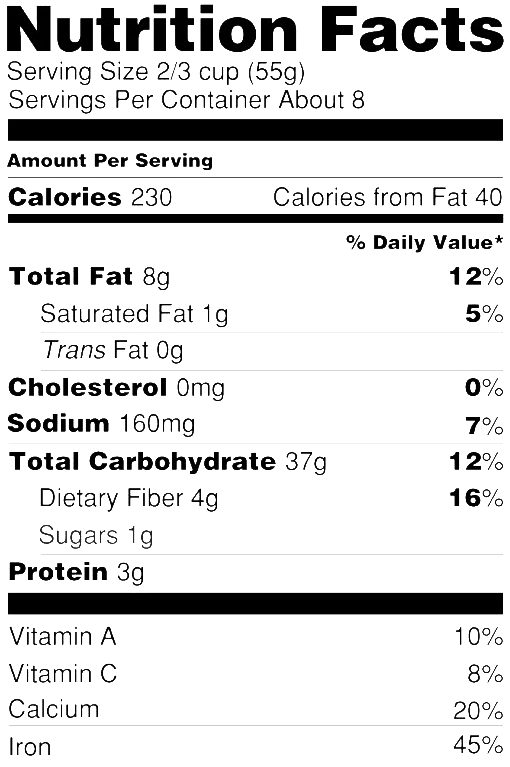 Nutrition Facts
Serving Size 2/3 cup (55g)
Servings Per Container About 8
Amount Per Serving
Calories 230 Calories from Fat 40
% Daily Value*
Total Fat 8g 12%
Saturated Fat 1g 5%
Trans Fat 0g
Cholesterol 0mg 0%
Sodium 160mg 7%
Total Carbohydrate 37g 12%
Dietary Fiber 4g 16%
Sugars 1g
Protein 3g
Vitamin A 10%
Vitamin C 8%
Calcium 20%
Iron 45%